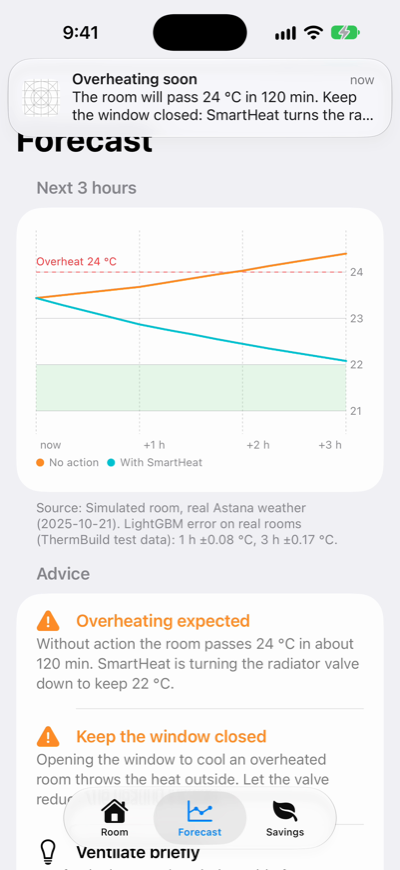 9:41
Overheating soon
now
The room will pass 24 °C in 120 min. Keep
the window closed: SmartHeat turns the ra...
Forecast
Next 3 hours
Overheat 24 °C
24
23
22
21
now
+1 h
+2 h
+3 h
No action
With SmartHeat
Source: Simulated room, real Astana weather
(2025-10-21). LightGBM error on real rooms
(ThermBuild test data): 1 h ±0.08 °C, 3 h ±0.17 °C.
Advice
Overheating expected
Without action the room passes 24 °C in about
120 min. SmartHeat is turning the radiator valve
down to keep 22 °C.
Keep the window closed
Opening the window to cool an overheated
room throws the heat outside. Let the valve
Room
Forecast
Savings
Ventilate briefly